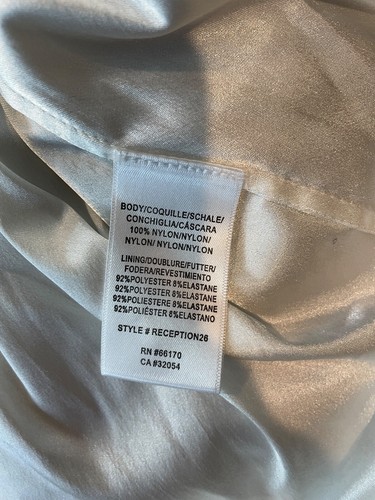 BODY/COQUILLE/SCHALE/
CONCHIGLIA/CÁSCARA
100% NYLON/NYLON/
NYLON/NYLON/NYLON
LINING/DOUBLURE/FUTTER/
FODERA/REVESTIMIENTO
92%POLYESTER 8%ELASTANE
92%POLYESTER 8%ELASTANE
92%POLIESTERE 8%ELASTANE
92%POLIÉSTER 8%ELASTANO
STYLE # RECEPTION26
RN #66170
CA #32054